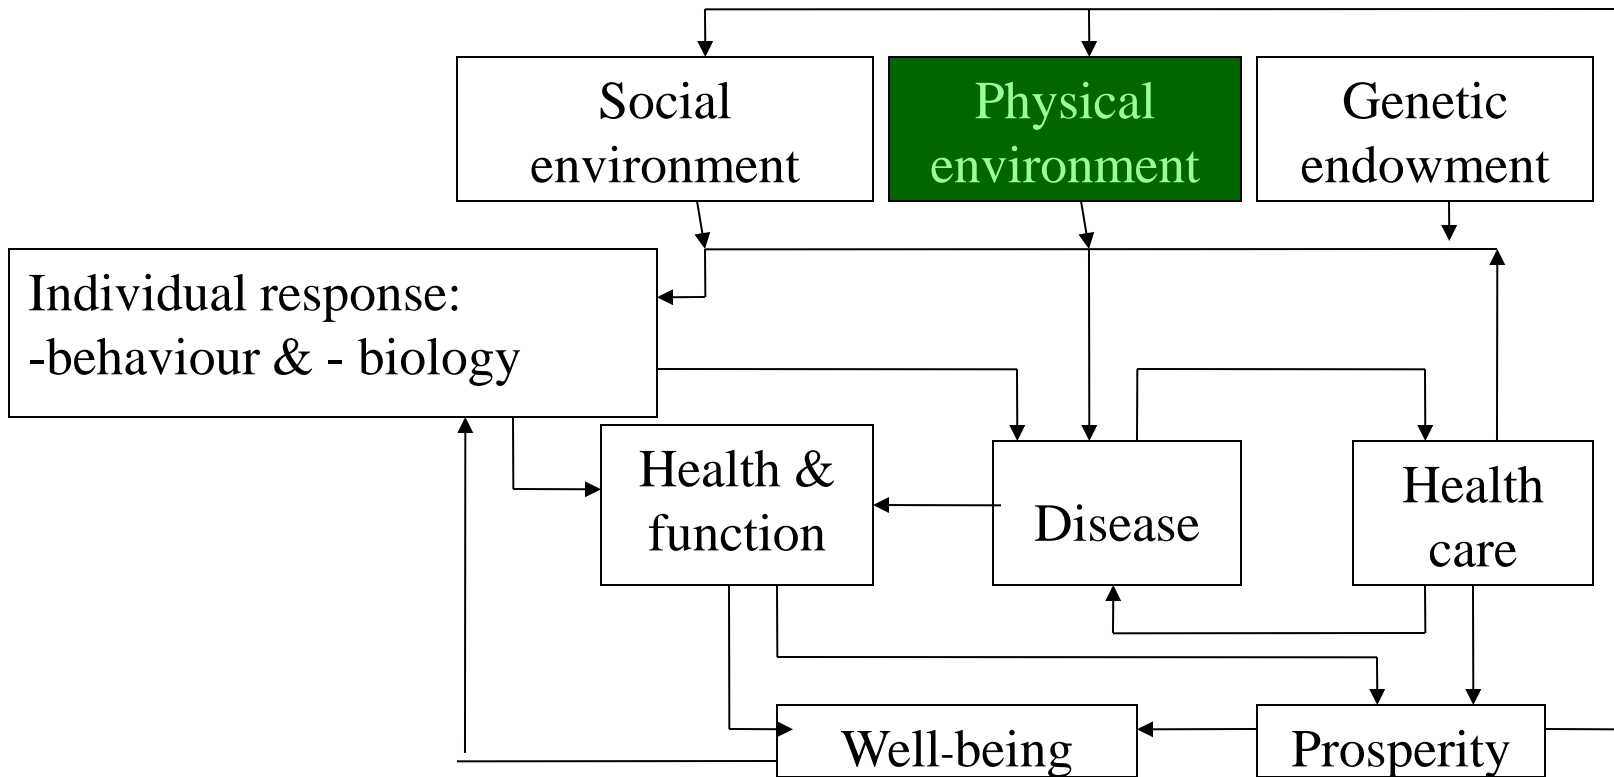 Social
environment
Physical
environment
Genetic
endowment
Individual response:
-behaviour & - biology
Health &
function
Disease
Health
care
Well-being
Prosperity